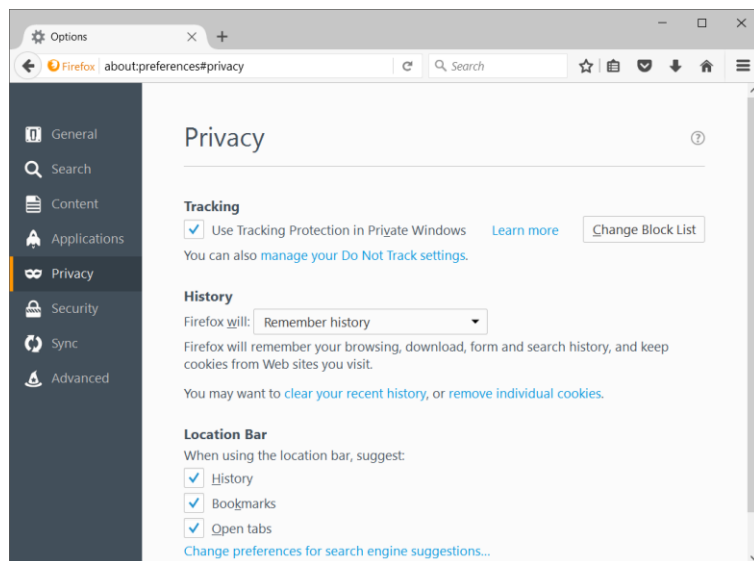 Options
Firefox about:preferences#privacy Search
General
Search
Content
Applications
Privacy
Security
Sync
Advanced
Privacy
Tracking
Use Tracking Protection in Private Windows Learn more Change Block List
You can also manage your Do Not Track settings.
History
Firefox will: Remember history
Firefox will remember your browsing, download, form and search history, and keep
cookies from Web sites you visit.
You may want to clear your recent history, or remove individual cookies.
Location Bar
When using the location bar, suggest:
History
Bookmarks
Open tabs
Change preferences for search engine suggestions...